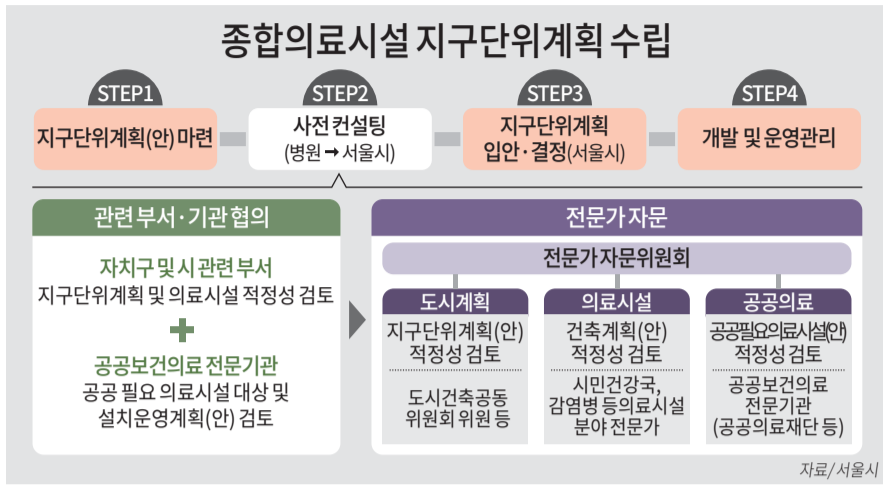 종합의료시설 지구단위계획 수립
STEP1
지구단위계획(안) 마련
STEP2
사전 컨설팅
(병원 → 서울시)
STEP3
지구단위계획
입안·결정(서울시)
STEP4
개발 및 운영관리
관련 부서·기관 협의
자치구 및 시 관련 부서
지구단위계획 및 의료시설 적정성 검토
+
공공보건의료 전문기관
공공 필요 의료시설 대상 및
설치운영계획(안) 검토
전문가 자문
전문가 자문위원회
도시계획
지구단위계획(안)
적정성 검토
도시건축공동
위원회 위원 등
의료시설
건축계획(안)
적정성 검토
시민건강국,
감염병 등의료시설
분야 전문가
공공의료
공공필요의료시설(안)
적정성 검토
공공보건의료
전문기관
(공공의료재단 등)
자료/서울시